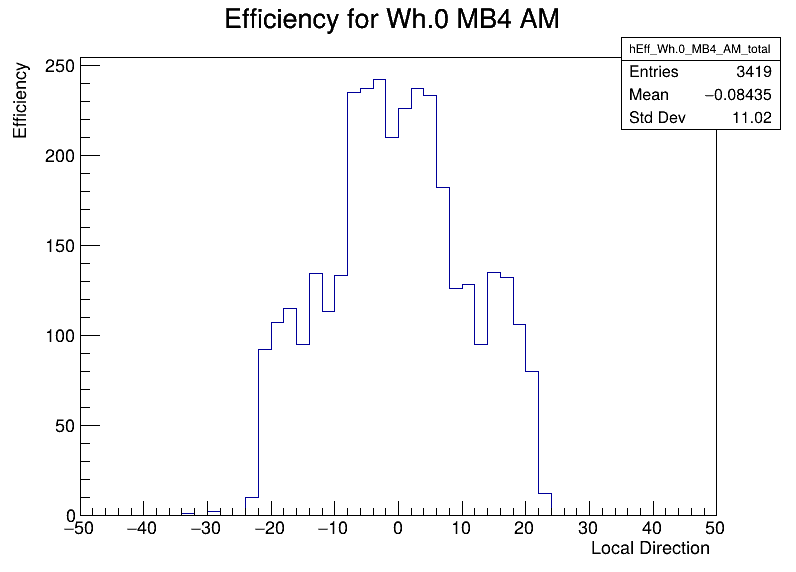 Efficiency for Wh.0 MB4 AM
hEff_Wh.0_MB4_AM_total
Entries 3419
Mean −0.08435
Std Dev 11.02
Efficiency
250
200
150
100
50
0
−50 −40 −30 −20 −10 0 10 20 30 40 50
Local Direction